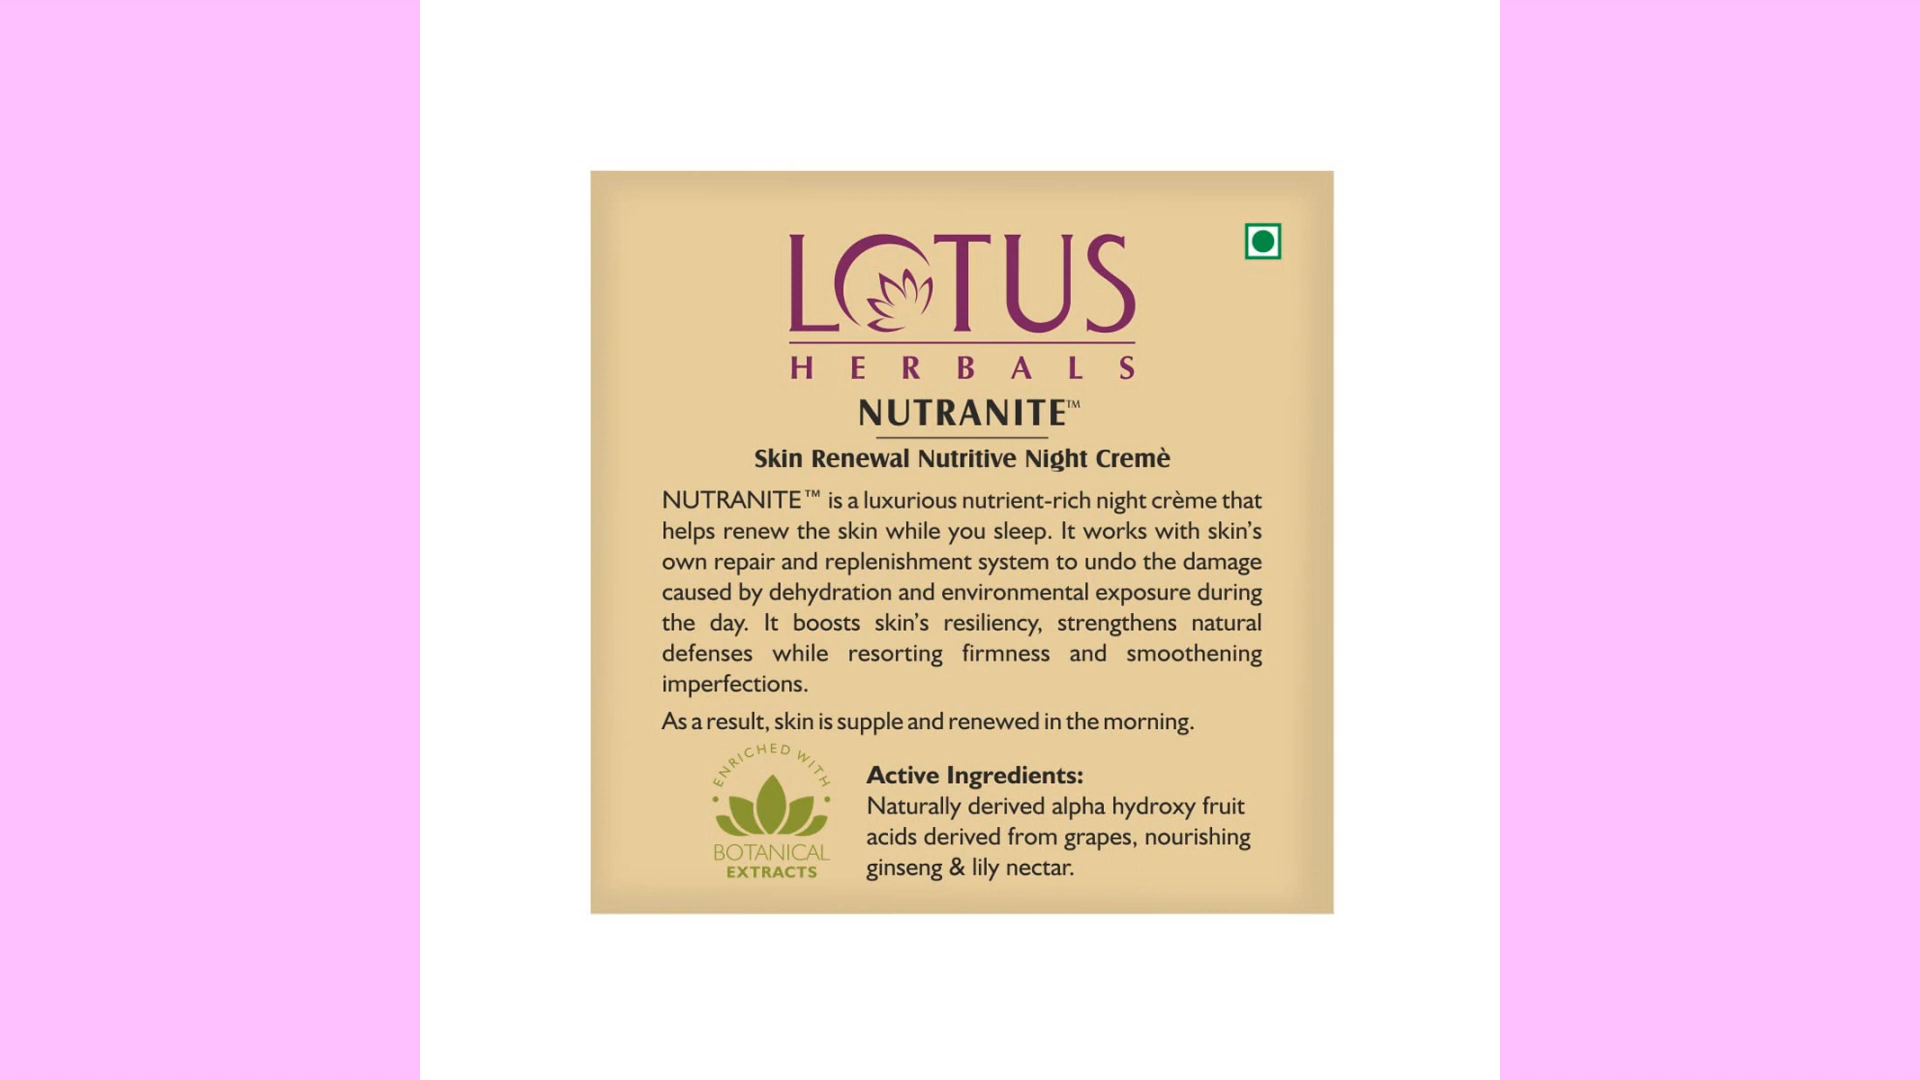 LOTUS
HERBALS
NUTRANITE™
Skin Renewal Nutritive Night Cremè
NUTRANITE™ is a luxurious nutrient-rich night crème that
helps renew the skin while you sleep. It works with skin’s
own repair and replenishment system to undo the damage
caused by dehydration and environmental exposure during
the day. It boosts skin’s resiliency, strengthens natural
defenses while resorting firmness and smoothening
imperfections.
As a result, skin is supple and renewed in the morning.
ENRICHED WITH
BOTANICAL
EXTRACTS
Active Ingredients:
Naturally derived alpha hydroxy fruit
acids derived from grapes, nourishing
ginseng & lily nectar.